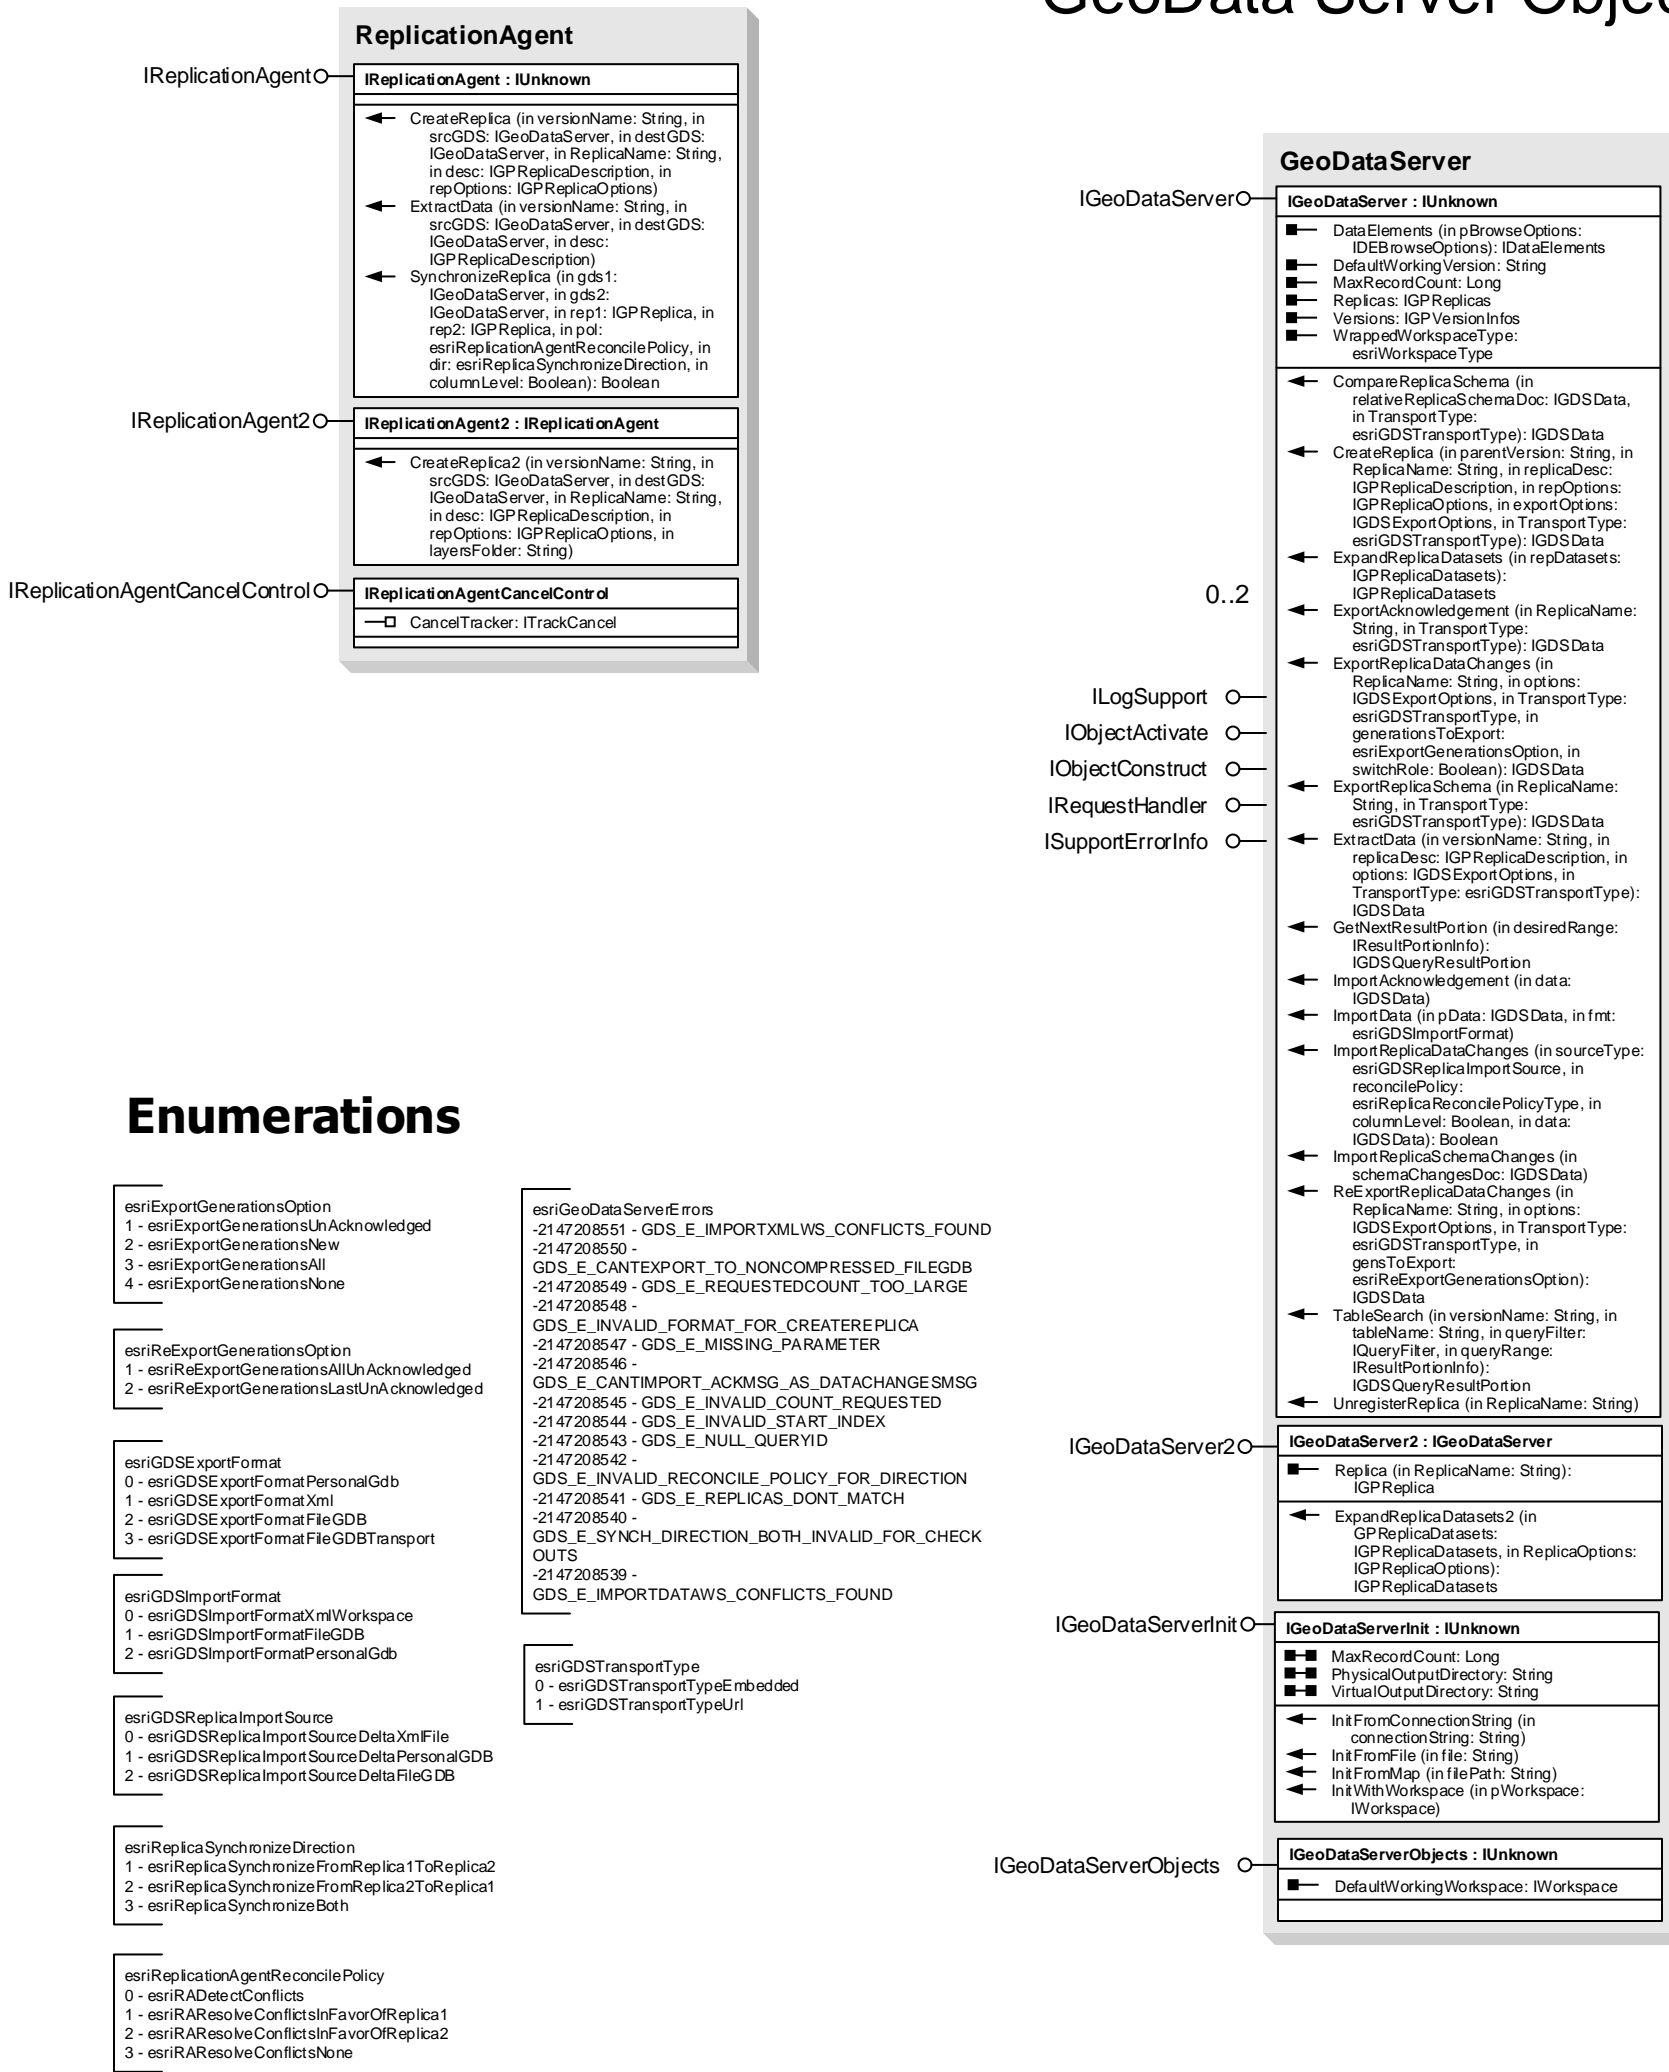 GeoData Server Objec
ReplicationAgent
IReplicationAgent
IReplicationAgent : IUnknown
CreateReplica (in versionName: String, in
srcGDS: IGeoDataServer, in destGDS:
IGeoDataServer, in ReplicaName: String,
in desc: IGPReplicaDescription, in
repOptions: IGPReplicaOptions)
ExtractData (in versionName: String, in
srcGDS: IGeoDataServer, in destGDS:
IGeoDataServer, in desc:
IGPReplicaDescription)
SynchronizeReplica (in gds1:
IGeoDataServer, in gds2:
IGeoDataServer, in rep1: IGPReplica, in
rep2: IGPReplica, in pol:
esriReplicationAgentReconcilePolicy, in
dir: esriReplicaSynchronizeDirection, in
columnLevel: Boolean): Boolean
IReplicationAgent2
IReplicationAgent2 : IReplicationAgent
CreateReplica2 (in versionName: String, in
srcGDS: IGeoDataServer, in destGDS:
IGeoDataServer, in ReplicaName: String,
in desc: IGPReplicaDescription, in
repOptions: IGPReplicaOptions, in
layersFolder: String)
IReplicationAgentCancelControl
IReplicationAgentCancelControl
CancelTracker: ITrackCancel
GeoDataServer
IGeoDataServer
IGeoDataServer : IUnknown
DataElements (in pBrowseOptions:
IDEBrowseOptions): IDataElements
DefaultWorkingVersion: String
MaxRecordCount: Long
Replicas: IGPReplicas
Versions: IGPVersionInfos
WrappedWorkspaceType:
esriWorkspaceType
CompareReplicaSchema (in
relativeReplicaSchemaDoc: IGDSData,
in TransportType:
esriGDSTransportType): IGDSData
CreateReplica (in parentVersion: String, in
ReplicaName: String, in replicaDesc:
IGPReplicaDescription, in repOptions:
IGPReplicaOptions, in exportOptions:
IGDSExportOptions, in TransportType:
esriGDSTransportType): IGDSData
ExpandReplicaDatasets (in repDatasets:
IGPReplicaDatasets):
IGPReplicaDatasets
0..2
ExportAcknowledgement (in ReplicaName:
String, in TransportType:
esriGDSTransportType): IGDSData
ExportReplicaDataChanges (in
ReplicaName: String, in options:
IGDSExportOptions, in TransportType:
esriGDSTransportType, in
generationsToExport:
esriExportGenerationsOption, in
switchRole: Boolean): IGDSData
ExportReplicaSchema (in ReplicaName:
String, in TransportType:
esriGDSTransportType): IGDSData
ExtractData (in versionName: String, in
replicaDesc: IGPReplicaDescription, in
options: IGDSExportOptions, in
TransportType: esriGDSTransportType):
IGDSData
GetNextResultPortion (in desiredRange:
IResultPortionInfo):
IGDSQueryResultPortion
ImportAcknowledgement (in data:
IGDSData)
ImportData (in pData: IGDSData, in fmt:
esriGDSImportFormat)
ImportReplicaDataChanges (in sourceType:
esriGDSReplicaImportSource, in
reconcilePolicy:
esriReplicaReconcilePolicyType, in
columnLevel: Boolean, in data:
IGDSData): Boolean
ImportReplicaSchemaChanges (in
schemaChangesDoc: IGDSData)
ReExportReplicaDataChanges (in
ReplicaName: String, in options:
IGDSExportOptions, in TransportType:
esriGDSTransportType, in
gensToExport:
esriReExportGenerationsOption):
IGDSData
TableSearch (in versionName: String, in
tableName: String, in queryFilter:
IQueryFilter, in queryRange:
IResultPortionInfo):
IGDSQueryResultPortion
UnregisterReplica (in ReplicaName: String)
ILogSupport
IObjectActivate
IObjectConstruct
IRequestHandler
ISupportErrorInfo
IGeoDataServer2
IGeoDataServer2 : IGeoDataServer
Replica (in ReplicaName: String):
IGPReplica
ExpandReplicaDatasets2 (in
GPReplicaDatasets:
IGPReplicaDatasets, in ReplicaOptions:
IGPReplicaOptions):
IGPReplicaDatasets
IGeoDataServerInit
IGeoDataServerInit : IUnknown
MaxRecordCount: Long
PhysicalOutputDirectory: String
VirtualOutputDirectory: String
InitFromConnectionString (in
connectionString: String)
InitFromFile (in file: String)
InitFromMap (in filePath: String)
InitWithWorkspace (in pWorkspace:
IWorkspace)
IGeoDataServerObjects
IGeoDataServerObjects : IUnknown
DefaultWorkingWorkspace: IWorkspace
Enumerations
esriExportGenerationsOption
1 - esriExportGenerationsUnAcknowledged
2 - esriExportGenerationsNew
3 - esriExportGenerationsAll
4 - esriExportGenerationsNone
esriReExportGenerationsOption
1 - esriReExportGenerationsAllUnAcknowledged
2 - esriReExportGenerationsLastUnAcknowledged
esriGDSExportFormat
0 - esriGDSExportFormatPersonalGdb
1 - esriGDSExportFormatXml
2 - esriGDSExportFormatFileGDB
3 - esriGDSExportFormatFileGDBTransport
esriGDSImportFormat
0 - esriGDSImportFormatXmlWorkspace
1 - esriGDSImportFormatFileGDB
2 - esriGDSImportFormatPersonalGdb
esriGDSReplicaImportSource
0 - esriGDSReplicaImportSourceDeltaXmlFile
1 - esriGDSReplicaImportSourceDeltaPersonalGDB
2 - esriGDSReplicaImportSourceDeltaFileGDB
esriReplicaSynchronizeDirection
1 - esriReplicaSynchronizeFromReplica1ToReplica2
2 - esriReplicaSynchronizeFromReplica2ToReplica1
3 - esriReplicaSynchronizeBoth
esriReplicationAgentReconcilePolicy
0 - esriRADetectConflicts
1 - esriRAResolveConflictsInFavorOfReplica1
2 - esriRAResolveConflictsInFavorOfReplica2
3 - esriRAResolveConflictsNone
esriGeoDataServerErrors
-2147208551 - GDS_E_IMPORTXMLWS_CONFLICTS_FOUND
-2147208550 -
GDS_E_CANTEXPORT_TO_NONCOMPRESSED_FILEGDB
-2147208549 - GDS_E_REQUESTEDCOUNT_TOO_LARGE
-2147208548 -
GDS_E_INVALID_FORMAT_FOR_CREATEREPLICA
-2147208547 - GDS_E_MISSING_PARAMETER
-2147208546 -
GDS_E_CANTIMPORT_ACKMSG_AS_DATACHANGESMSG
-2147208545 - GDS_E_INVALID_COUNT_REQUESTED
-2147208544 - GDS_E_INVALID_START_INDEX
-2147208543 - GDS_E_NULL_QUERYID
-2147208542 -
GDS_E_INVALID_RECONCILE_POLICY_FOR_DIRECTION
-2147208541 - GDS_E_REPLICAS_DONT_MATCH
-2147208540 -
GDS_E_SYNCH_DIRECTION_BOTH_INVALID_FOR_CHECK
OUTS
-2147208539 -
GDS_E_IMPORTDATAWS_CONFLICTS_FOUND
esriGDSTransportType
0 - esriGDSTransportTypeEmbedded
1 - esriGDSTransportTypeUrl